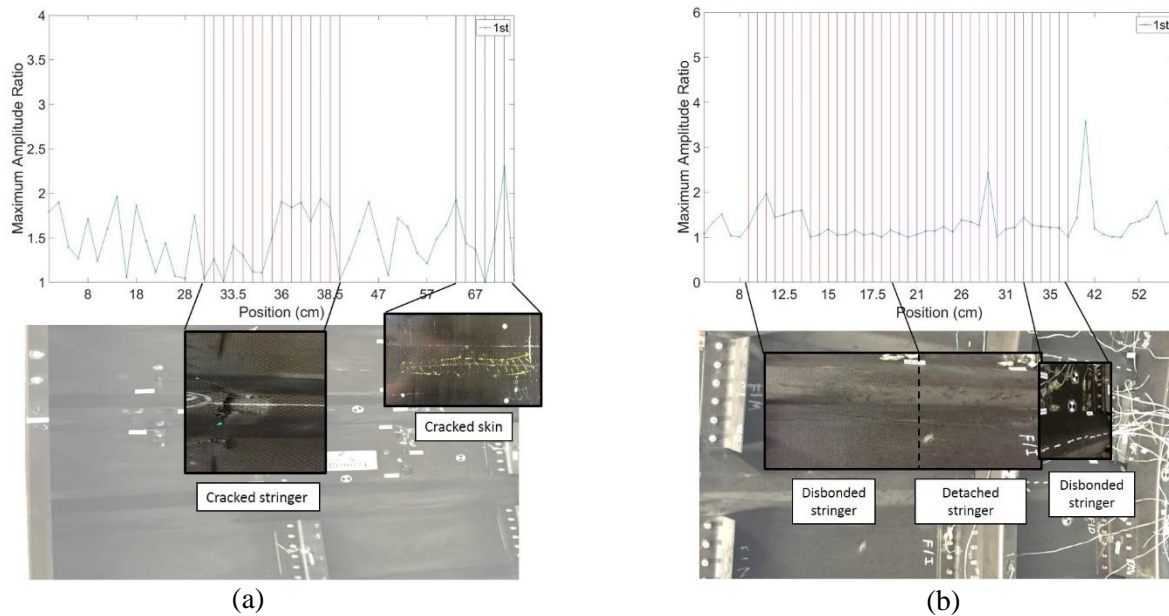 4
3.5
3
2.5
2
1.5
1
Maximum Amplitude Ratio
1st
8 18 28 33.5 36 38.5 47 57 67
Position (cm)
Cracked stringer
Cracked skin
(a)
6
5
4
3
2
1
0
Maximum Amplitude Ratio
1st
8 12.5 15 17.5 21 26 31 35 42 52
Position (cm)
F/M
F/I
Disbonded
stringer
Detached
stringer
Disbonded
stringer
F/I
F/D
(b)